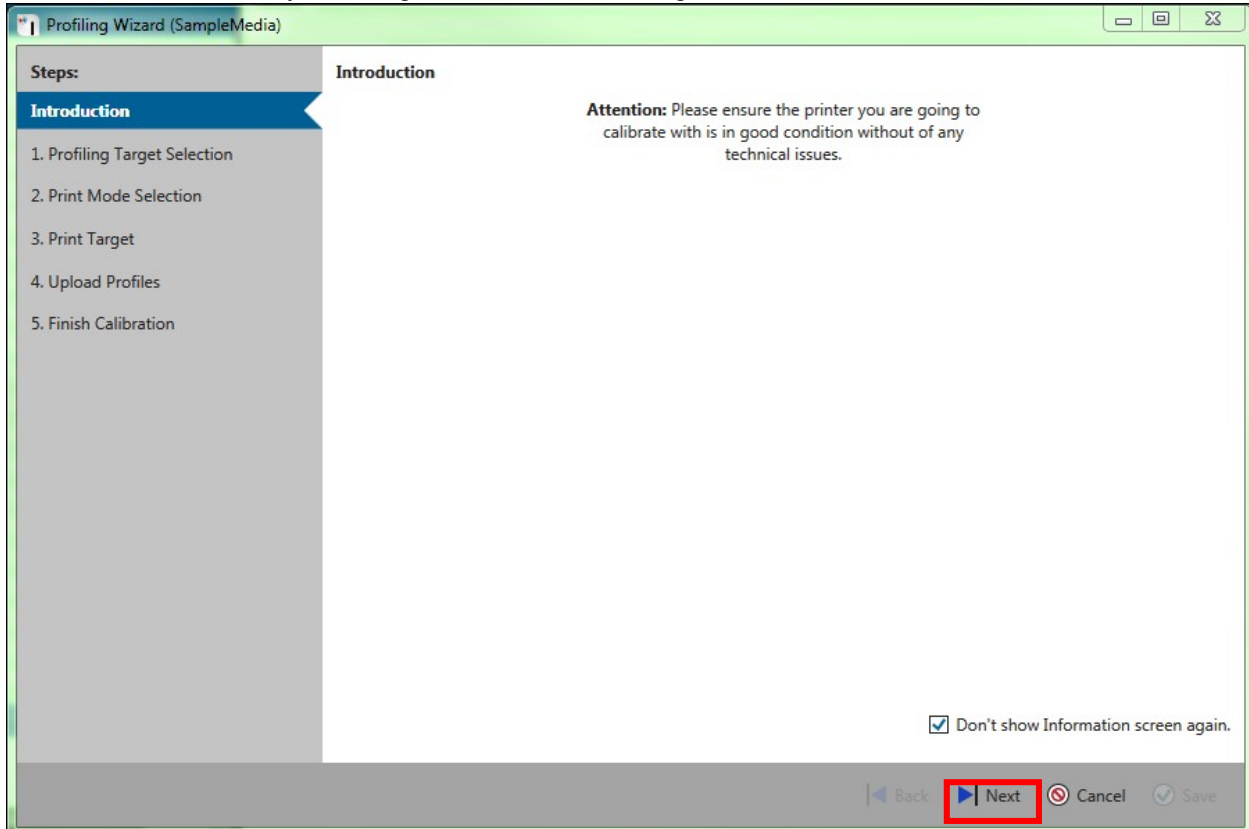 Profiling Wizard (SampleMedia)
Steps:
Introduction
1. Profiling Target Selection
2. Print Mode Selection
3. Print Target
4. Upload Profiles
5. Finish Calibration
Introduction
Attention: Please ensure the printer you are going to
calibrate with is in good condition without of any
technical issues.
Don't show Information screen again.
Back Next Cancel Save